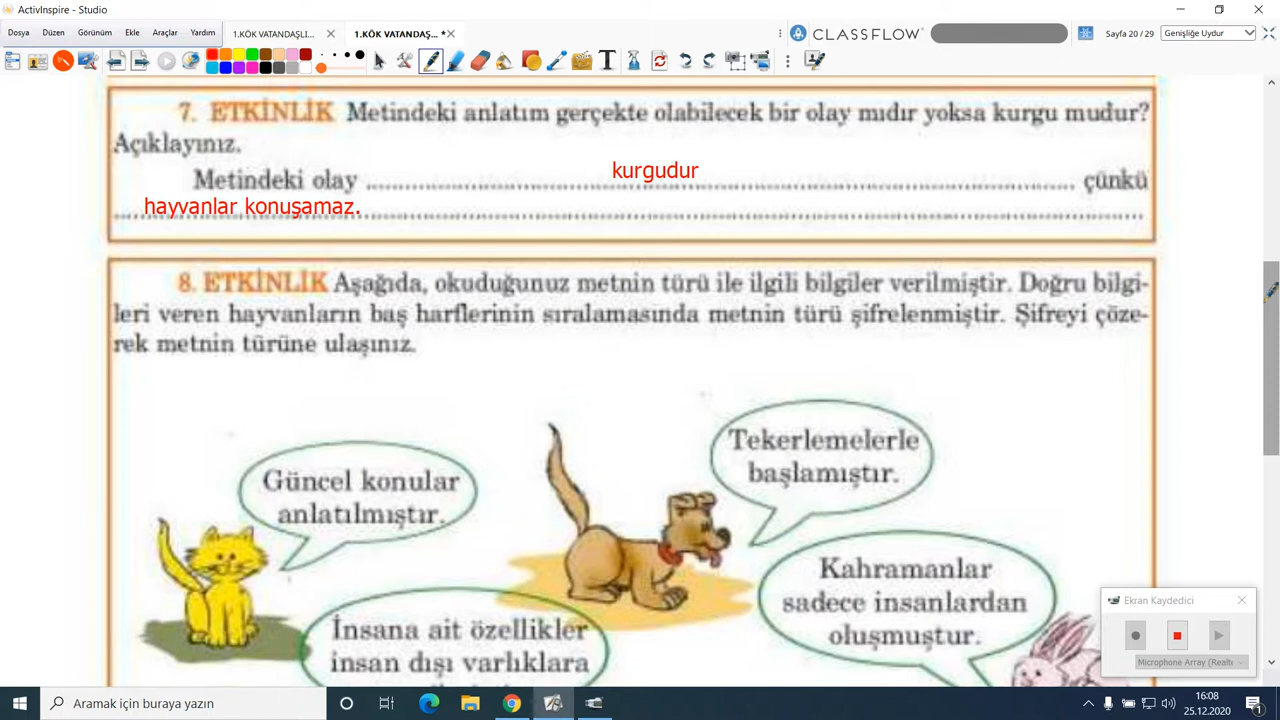 ActivInspire - Studio
Dosya Düzen Görünüm Ekle Araçlar Yardım
1.KÖK VATANDAŞLI...
1.KÖK VATANDAŞ... *
CLASSFLOW
Sayfa 20 / 29
Genişliğe Uydur
7. ETKİNLİK Metindeki anlatım gerçekte olabilecek bir olay mıdır yoksa kurgu mudur?
Açıklayınız.
Metindeki olay kurgudur çünkü
hayvanlar konuşamaz.
8. ETKİNLİK Aşağıda, okuduğunuz metnin türü ile ilgili bilgiler verilmiştir. Doğru bilgi-
leri veren hayvanların baş harflerinin sıralamasında metnin türü şifrelenmiştir. Şifreyi çöze-
rek metnin türüne ulaşınız.
Güncel konular
anlatılmıştır.
Tekerlemelerle
başlamıştır.
İnsana ait özellikler
insan dışı varlıklara
Kahramanlar
sadece insanlardan
oluşmuştur.
Ekran Kaydedici
Microphone Array (Realte
Aramak için buraya yazın
16:08
25.12.2020
1